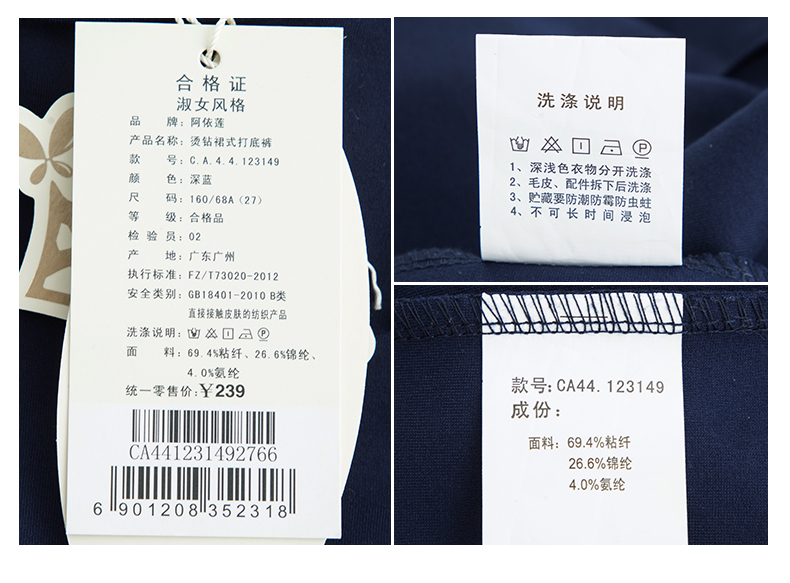 合格证
淑女风格
品 牌：阿依莲
产品名称：烫钻裙式打底裤
款 号：C.A.4.4.123149
颜 色：深蓝
尺 码：160/68A（27）
等 级：合格品
检 验 员：02
产 地：广东广州
执行标准：FZ/T73020-2012
安全类别：GB18401-2010 B类
直接接触皮肤的纺织产品
洗涤说明：
面 料：69.4%粘纤、26.6%锦纶、
4.0%氨纶
统一零售价:￥239
CA441231492766
6 901208 352318
洗涤说明
1、深浅色衣物分开洗涤
2、毛皮、配件拆下后洗涤
3、贮藏要防潮防霉防虫蛀
4、不可长时间浸泡
款号:CA44.123149
成份：
面料：69.4%粘纤
26.6%锦纶
4.0%氨纶